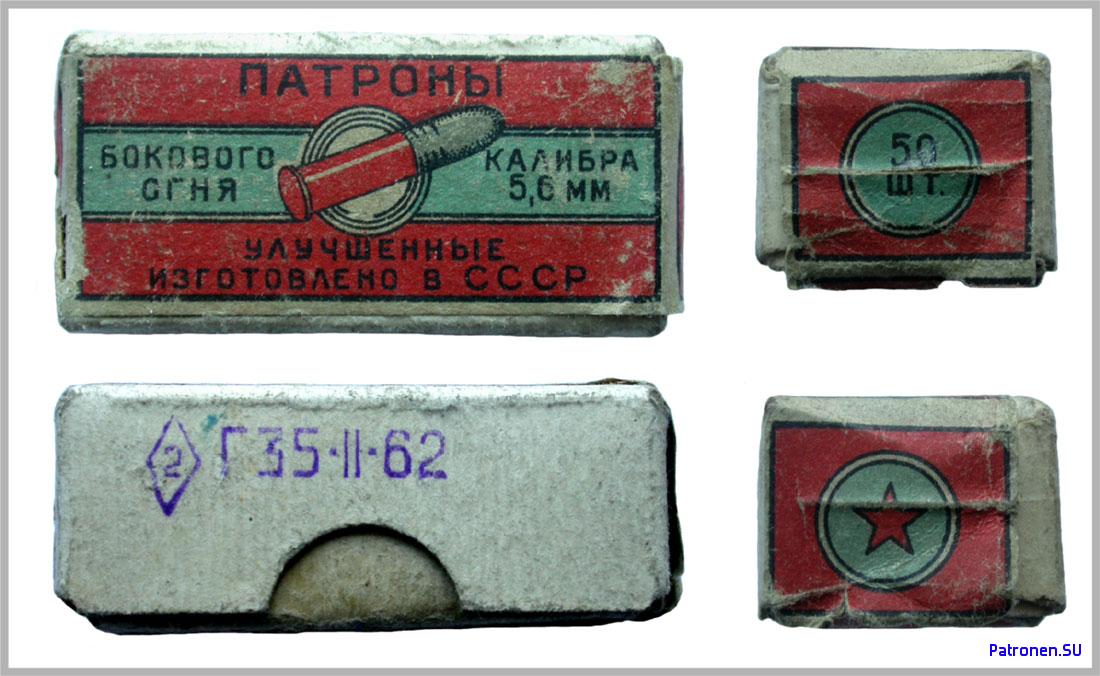 ПАТРОНЫ
БОКОВОГО
ОГНЯ
КАЛИБРА
5,6 мм
УЛУЧШЕННЫЕ
ИЗГОТОВЛЕНО В СССР
50
ШТ.
2 Г35·II·62
Patronen.SU